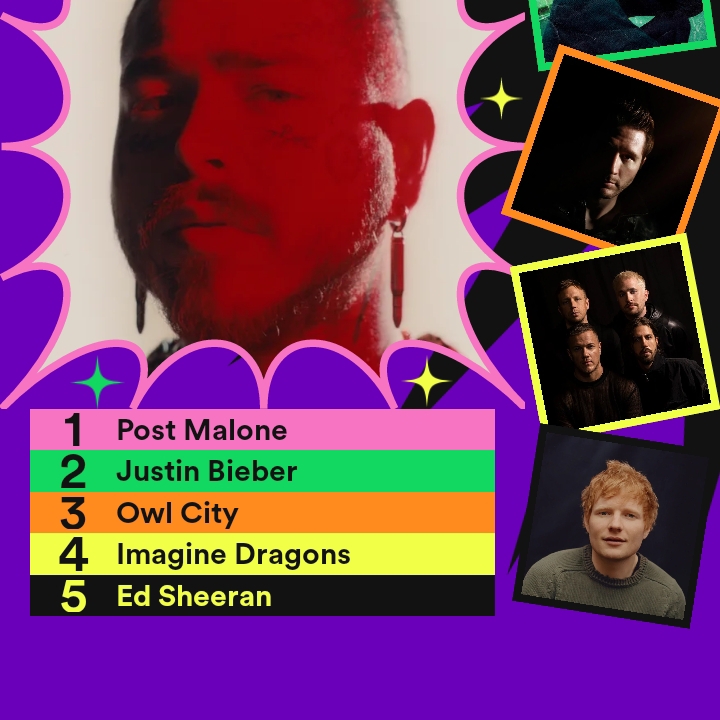 1 Post Malone
2 Justin Bieber
3 Owl City
4 Imagine Dragons
5 Ed Sheeran